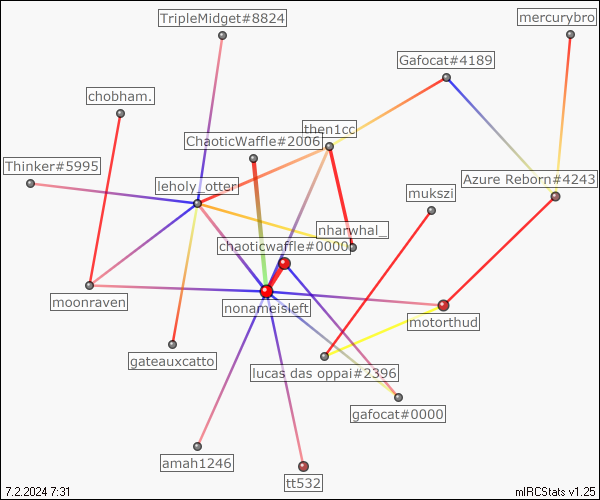 TripleMidget#8824
mercurybro
Gafocat#4189
chobham.
then1cc
ChaoticWaffle#2006
Thinker#5995
leholy_otter
Azure Reborn#4243
mukszi
nharwhal_
chaoticwaffle#0000
moonraven
nonameisleft
motorthud
gateauxcatto
lucas das oppai#2396
gafocat#0000
amah1246
tt532
7.2.2024 7:31
mIRCStats v1.25